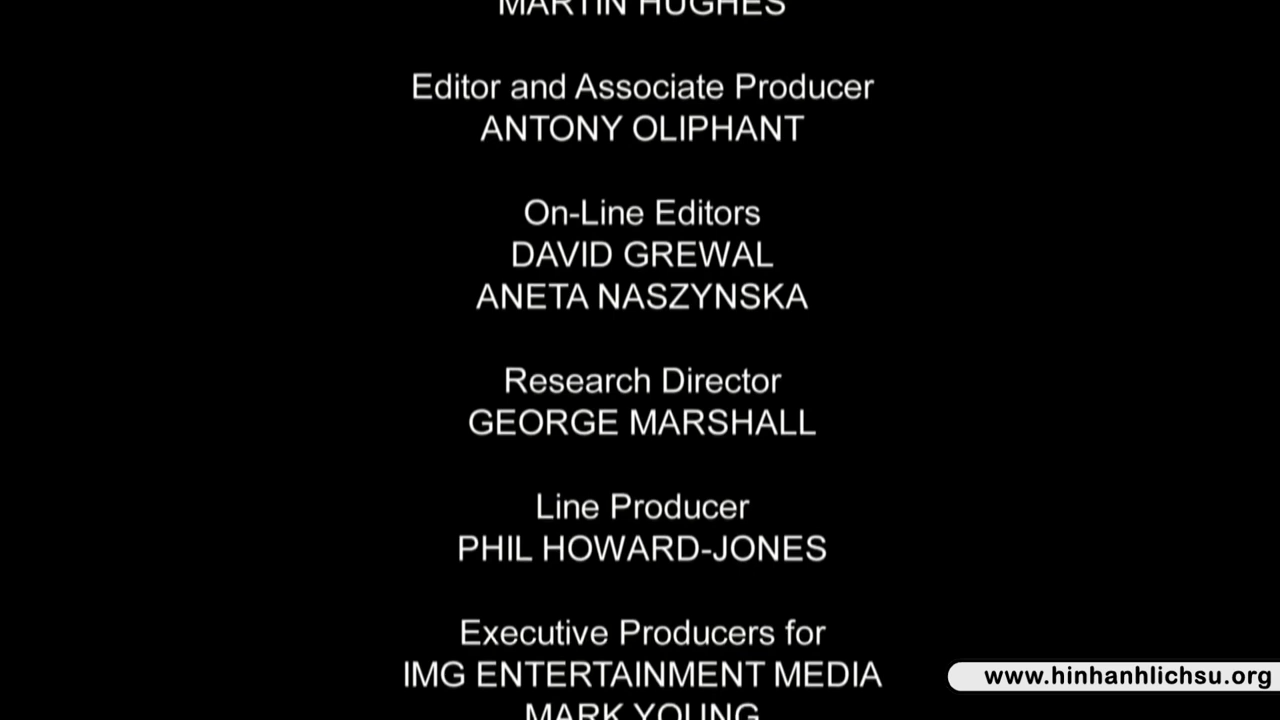 MARTIN HUGHES
Editor and Associate Producer
ANTONY OLIPHANT
On-Line Editors
DAVID GREWAL
ANETA NASZYNSKA
Research Director
GEORGE MARSHALL
Line Producer
PHIL HOWARD-JONES
Executive Producers for
IMG ENTERTAINMENT MEDIA
MARK YOUNG
www.hinhanhlichsu.org